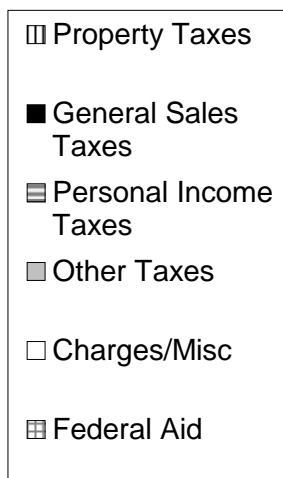 Property Taxes
General Sales
Taxes
Personal Income
Taxes
Other Taxes
Charges/Misc
Federal Aid